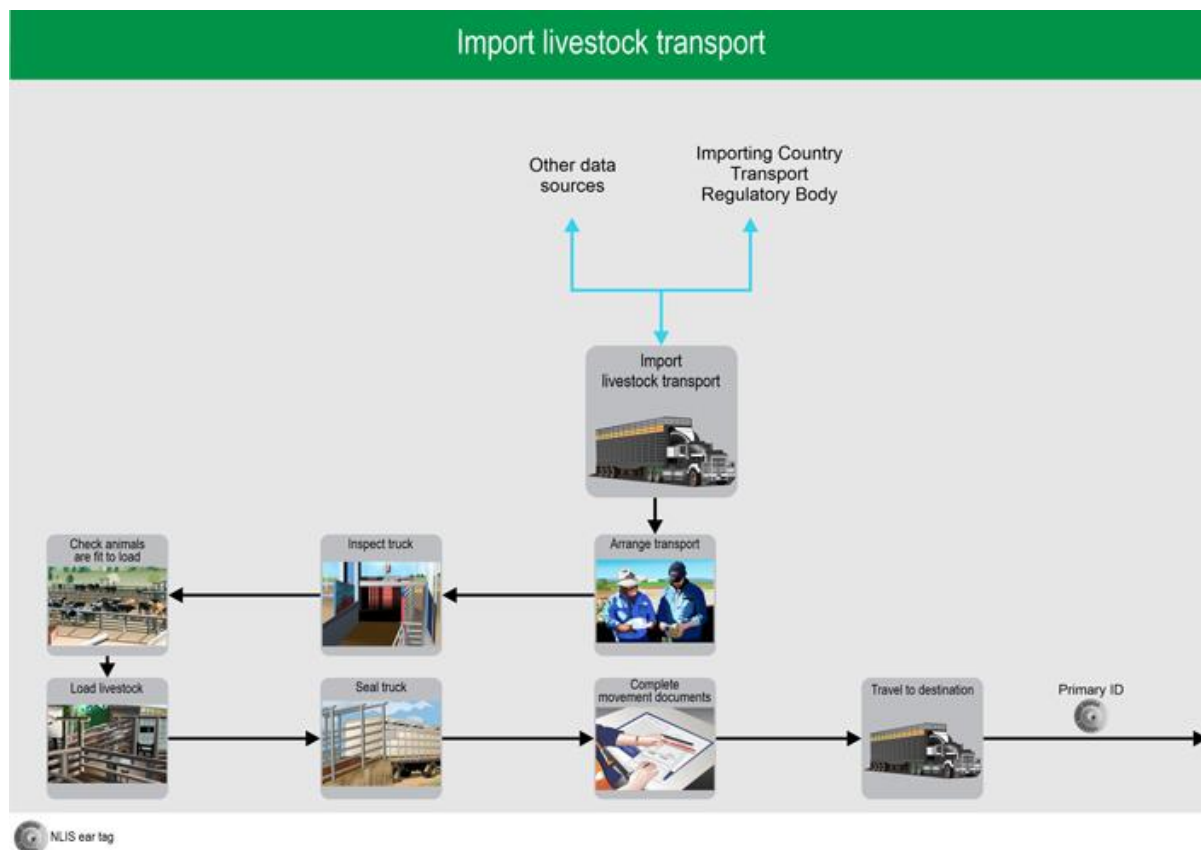 Import livestock transport
Other data
sources
Importing Country
Transport
Regulatory Body
Import
livestock transport
Check animals
are fit to load
Inspect truck
Arrange transport
Load livestock
Seal truck
Complete
movement documents
Travel to destination
Primary ID
NLIS ear tag